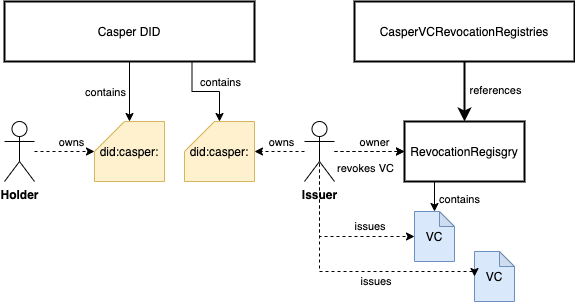 Casper DID
CasperVCRevocationRegistries
contains
contains
references
owns
did:casper:
did:casper:
owns
owner
revokes VC
RevocationRegisgry
Holder
Issuer
contains
issues
VC
issues
VC